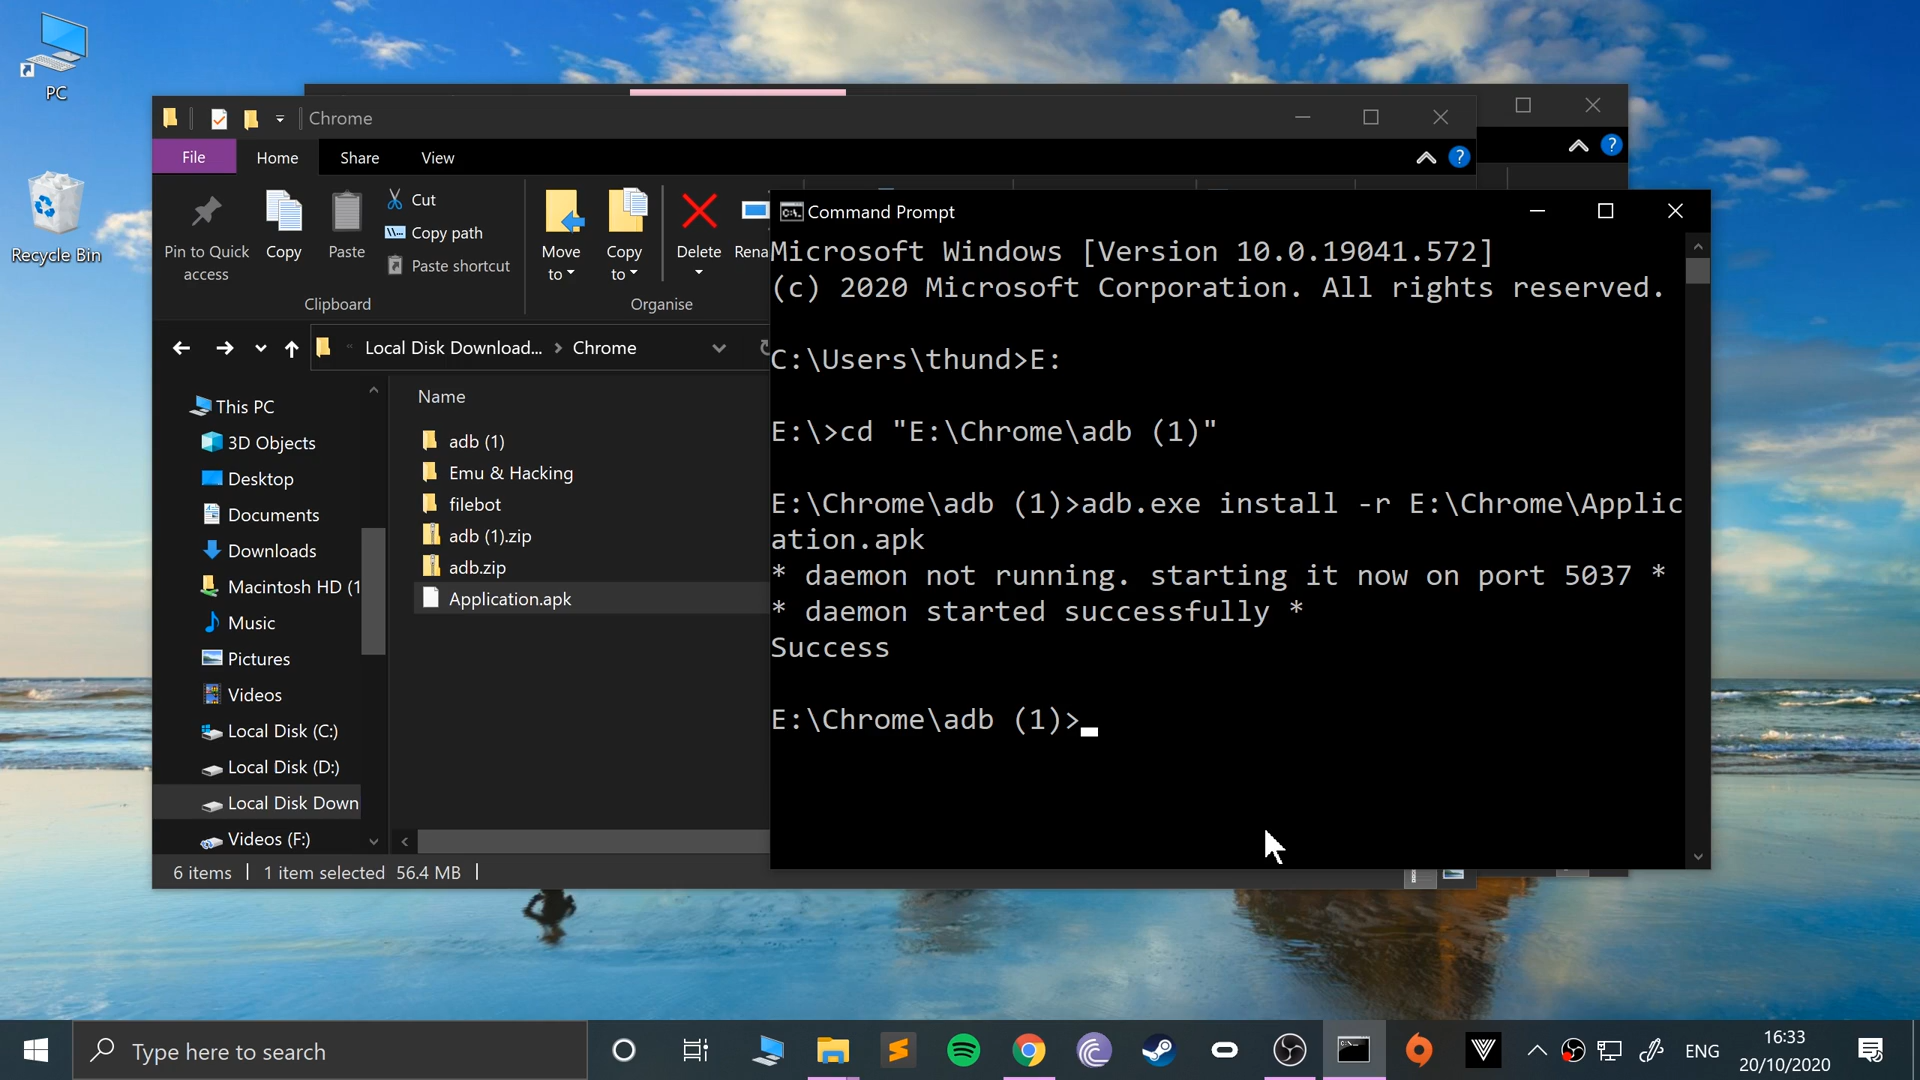 PC
Recycle Bin
Chrome
File
Home
Share
View
Pin to Quick
access
Copy
Paste
Cut
Copy path
Paste shortcut
Clipboard
Move
to
Copy
to
Delete
Rena
Organise
Local Disk Download...
Chrome
This PC
3D Objects
Desktop
Documents
Downloads
Macintosh HD (1
Music
Pictures
Videos
Local Disk (C:)
Local Disk (D:)
Local Disk Down
Videos (F:)
Name
adb (1)
Emu & Hacking
filebot
adb (1).zip
adb.zip
Application.apk
6 items
1 item selected 56.4 MB
Command Prompt
Microsoft Windows [Version 10.0.19041.572]
(c) 2020 Microsoft Corporation. All rights reserved.
C:\Users\thund>E:
E:\>cd "E:\Chrome\adb (1)"
E:\Chrome\adb (1)>adb.exe install -r E:\Chrome\Applic
ation.apk
* daemon not running. starting it now on port 5037 *
* daemon started successfully *
Success
E:\Chrome\adb (1)>
Type here to search
ENG
16:33
20/10/2020